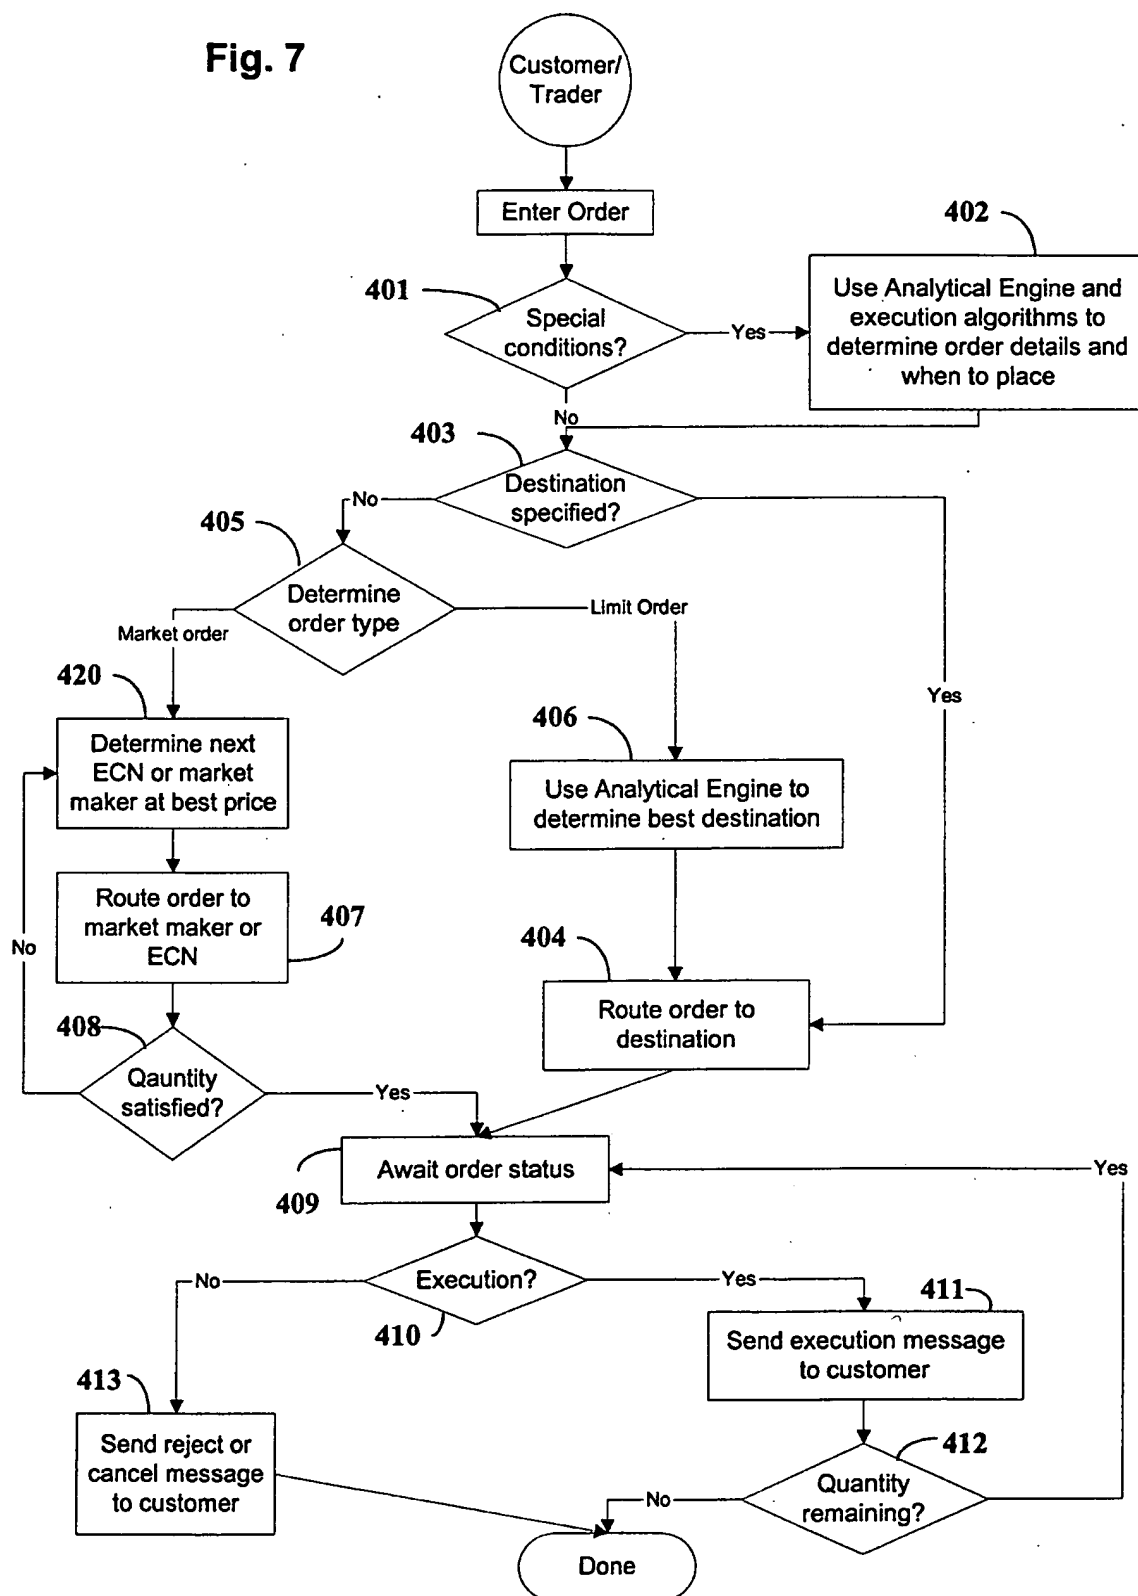 Fig. 7
Customer/
Trader
Enter Order
401
Special
conditions?
Yes
402
Use Analytical Engine and
execution algorithms to
determine order details and
when to place
No
403
Destination
specified?
No
Yes
405
Determine
order type
Market order
Limit Order
420
Determine next
ECN or market
maker at best price
406
Use Analytical Engine to
determine best destination
Route order to
market maker or
ECN
407
No
404
Route order to
destination
408
Qauntity
satisfied?
Yes
Await order status
409
Yes
Execution?
410
No
Yes
411
Send execution message
to customer
413
Send reject or
cancel message
to customer
412
Quantity
remaining?
No
Done